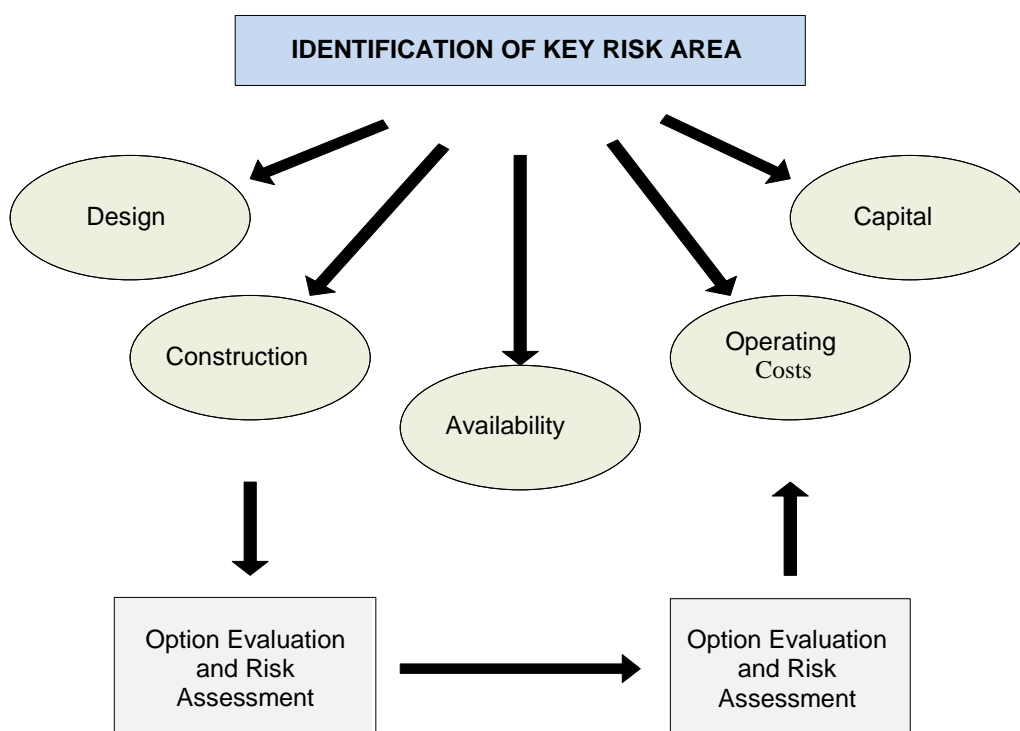 IDENTIFICATION OF KEY RISK AREA
Design
Capital
Construction
Operating
Costs
Availability
Option Evaluation
and Risk
Assessment
Option Evaluation
and Risk
Assessment